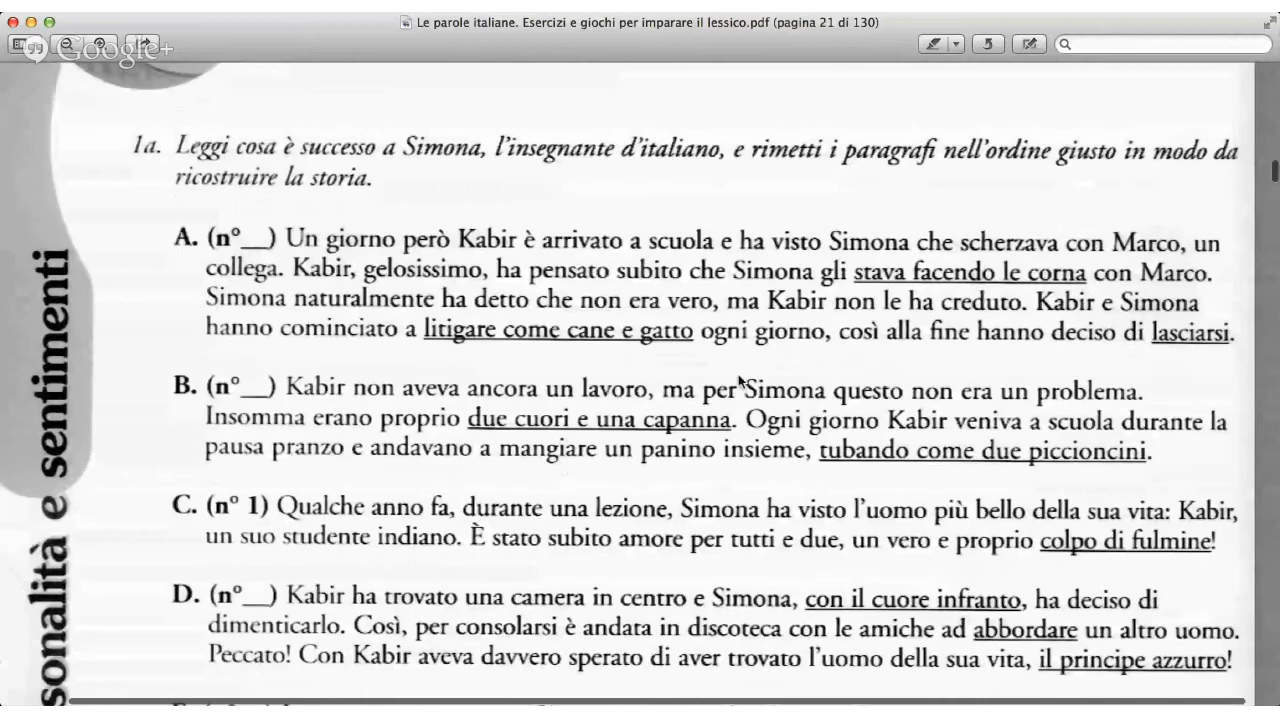 Le parole italiane. Esercizi e giochi per imparare il lessico.pdf (pagina 21 di 130)
Google+
1a. Leggi cosa è successo a Simona, l'insegnante d'italiano, e rimetti i paragrafi nell'ordine giusto in modo da
ricostruire la storia.
A. (n°__) Un giorno però Kabir è arrivato a scuola e ha visto Simona che scherzava con Marco, un
collega. Kabir, gelosissimo, ha pensato subito che Simona gli stava facendo le corna con Marco.
Simona naturalmente ha detto che non era vero, ma Kabir non le ha creduto. Kabir e Simona
hanno cominciato a litigare come cane e gatto ogni giorno, così alla fine hanno deciso di lasciarsi.
B. (n°__) Kabir non aveva ancora un lavoro, ma per Simona questo non era un problema.
Insomma erano proprio due cuori e una capanna. Ogni giorno Kabir veniva a scuola durante la
pausa pranzo e andavano a mangiare un panino insieme, tubando come due piccioncini.
C. (n° 1) Qualche anno fa, durante una lezione, Simona ha visto l'uomo più bello della sua vita: Kabir,
un suo studente indiano. È stato subito amore per tutti e due, un vero e proprio colpo di fulmine!
D. (n°__) Kabir ha trovato una camera in centro e Simona, con il cuore infranto, ha deciso di
dimenticarlo. Così, per consolarsi è andata in discoteca con le amiche ad abbordare un altro uomo.
Peccato! Con Kabir aveva davvero sperato di aver trovato l'uomo della sua vita, il principe azzurro!
sonalità e sentimenti